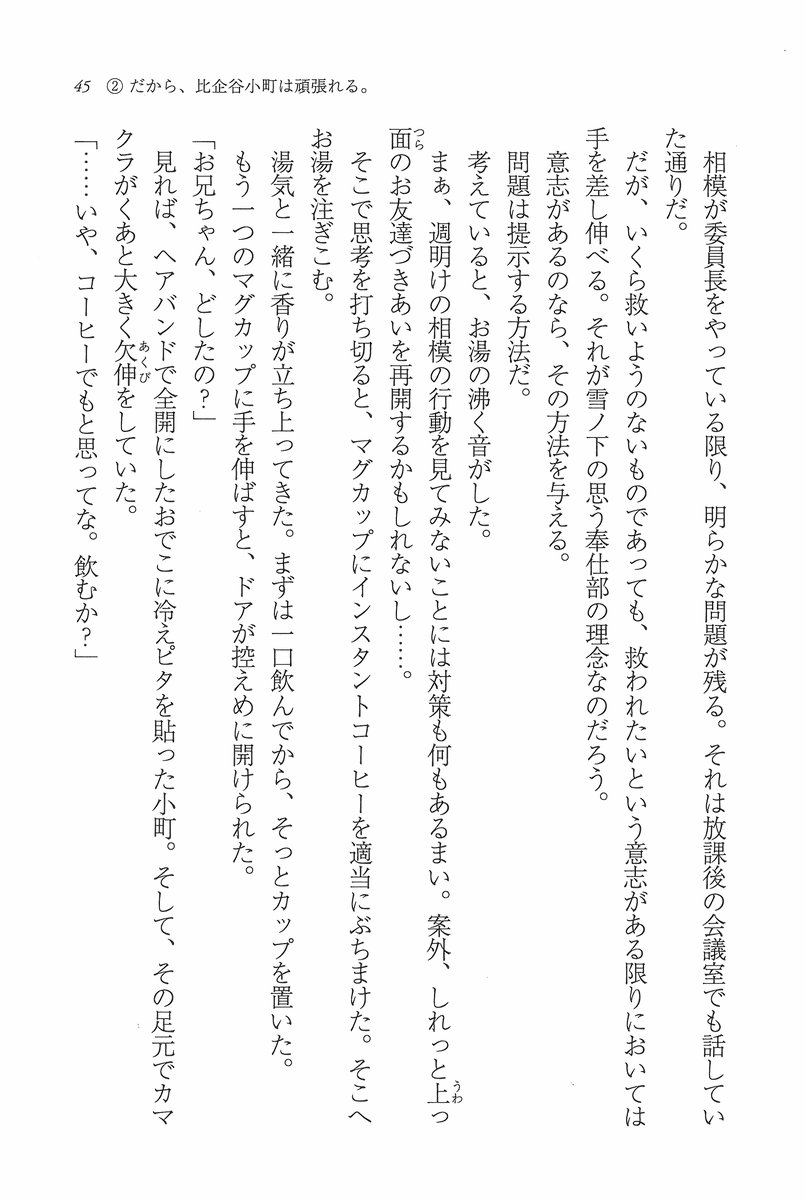 45 ② だから、比企谷小町は頑張れる。
　相模が委員長をやっている限り、明らかな問題が残る。それは放課後の会議室でも話してい
た通りだ。
　だが、いくら救いようのないものであっても、救われたいという意志がある限りにおいては
手を差し伸べる。それが雪ノ下の思う奉仕部の理念なのだろう。
　意志があるのなら、その方法を与える。
　問題は提示する方法だ。
　考えていると、お湯の沸く音がした。
　まぁ、週明けの相模の行動を見てみないことには対策も何もあるまい。案外、しれっと上うわっ
面つらのお友達づきあいを再開するかもしれないし……。
　そこで思考を打ち切ると、マグカップにインスタントコーヒーを適当にぶちまけた。そこへ
お湯を注ぎこむ。
　湯気と一緒に香りが立ち上ってきた。まずは一口飲んでから、そっとカップを置いた。
　もう一つのマグカップに手を伸ばすと、ドアが控えめに開けられた。
「お兄ちゃん、どしたの？」
　見れば、ヘアバンドで全開にしたおでこに冷えピタを貼った小町。そして、その足元でカマ
クラがくあと大きく欠伸あくびをしていた。
「……いや、コーヒーでもと思ってな。飲むか？」